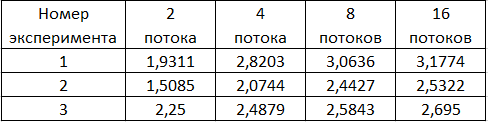 Номер эксперимента 2 потока 4 потока 8 потоков 16 потоков
1 1,9311 2,8203 3,0636 3,1774
2 1,5085 2,0744 2,4427 2,5322
3 2,25 2,4879 2,5843 2,695